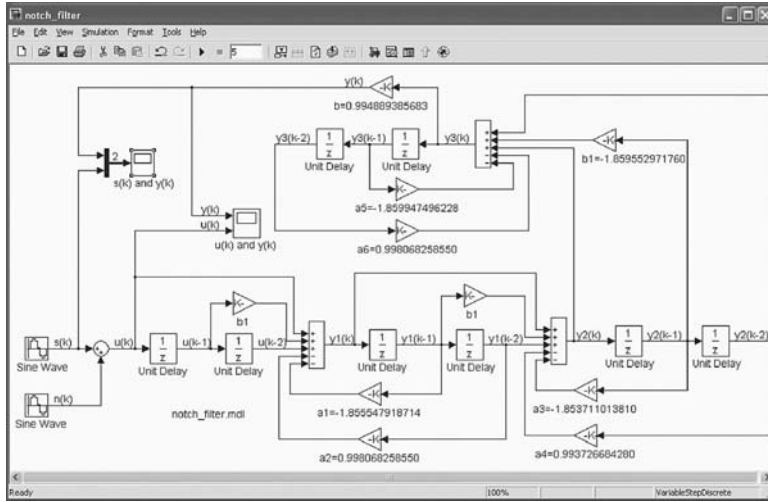 notch_filter
File Edit View Simulation Format Tools Help
5
y(k)
-K-
b=0.994889385683
2
s(k) and y(k)
y3(k-2) 1 z y3(k-1) 1 z y3(k)
Unit Delay Unit Delay
-K-
b1=-1.859552971760
K-
a5=-1.859947496228
K-
a6=0.998068258550
y(k)
u(k)
u(k) and y(k)
K-
b1
K-
b1
s(k) u(k) 1 z u(k-1) 1 z u(k-2) y1(k) 1 z y1(k-1) 1 z y1(k-2) y2(k) 1 z y2(k-1) 1 z
Sine Wave Unit Delay Unit Delay Unit Delay Unit Delay Unit Delay Unit Delay
n(k)
Sine Wave
notch_filter.mdl
-K-
a1=-1.855547918714
-K-
a2=0.998068258550
-K-
a3=-1.853711013810
-K-
a4=0.993726684280
Ready 100% VariableStepDiscrete